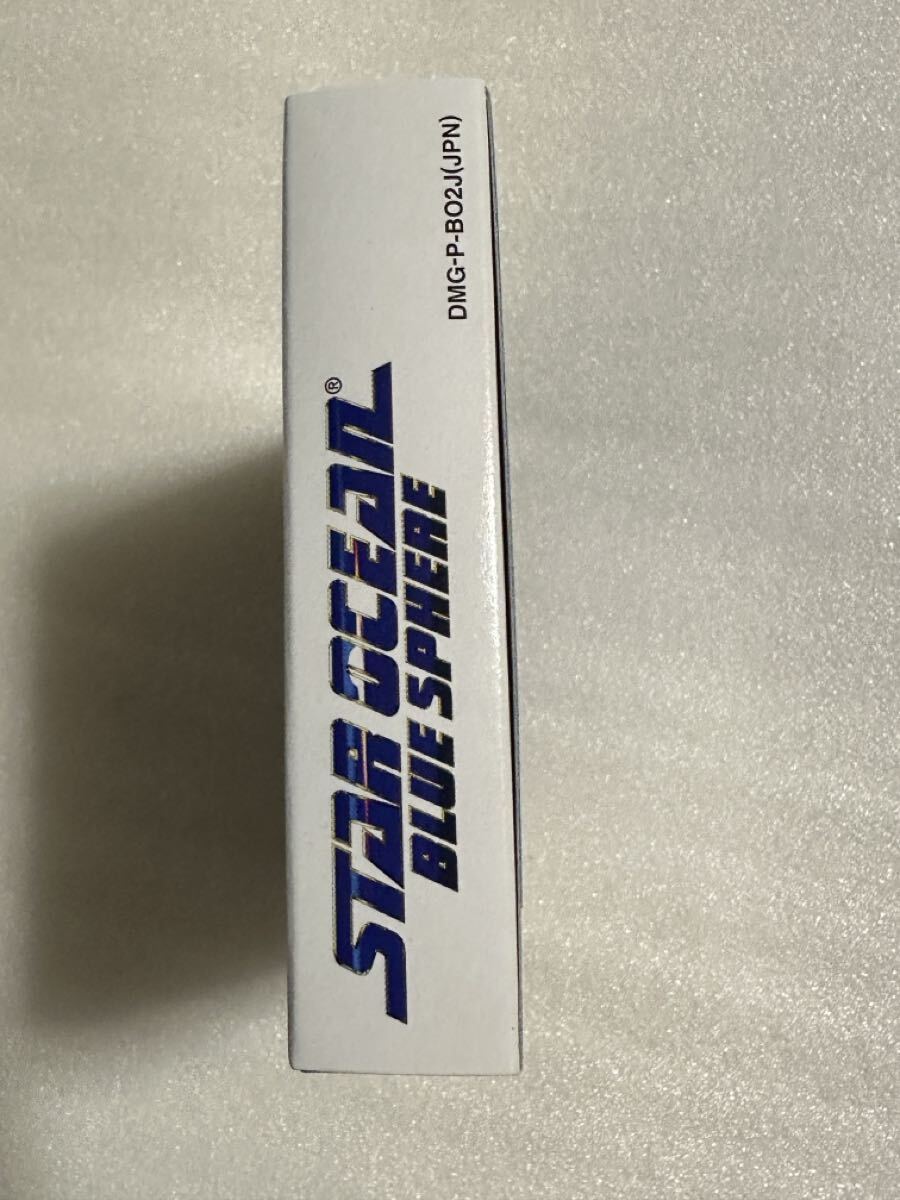 STAR OCEAN®
BLUE SPHERE
DMG-P-BO2J(JPN)